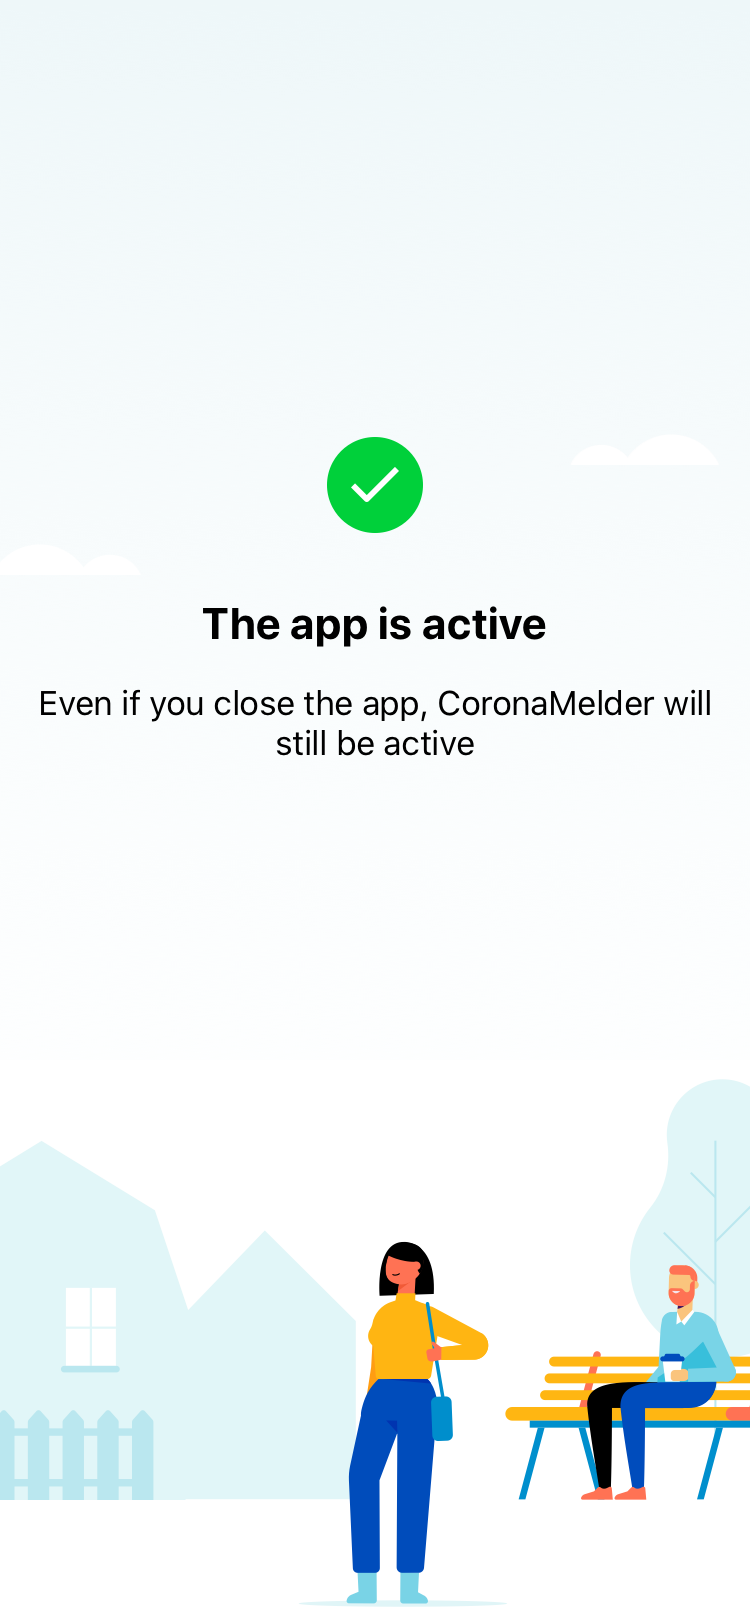 The app is active
Even if you close the app, CoronaMelder will
still be active